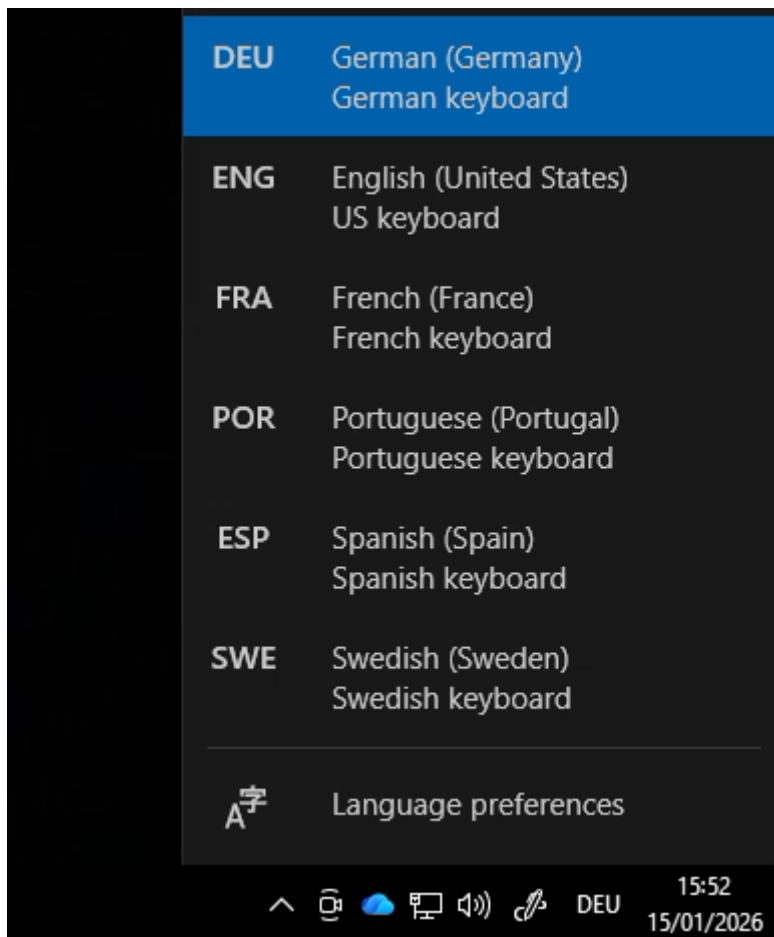 DEU German (Germany)
German keyboard
ENG English (United States)
US keyboard
FRA French (France)
French keyboard
POR Portuguese (Portugal)
Portuguese keyboard
ESP Spanish (Spain)
Spanish keyboard
SWE Swedish (Sweden)
Swedish keyboard
A字 Language preferences
DEU 15:52
15/01/2026